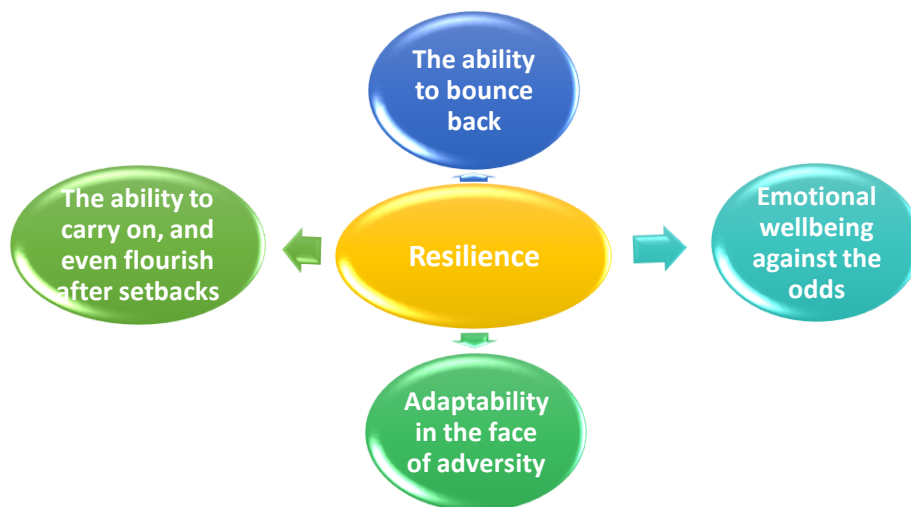 The ability
to bounce
back
The ability to
carry on, and
even flourish
after setbacks
Resilience
Emotional
wellbeing
against the
odds
Adaptability
in the face
of adversity